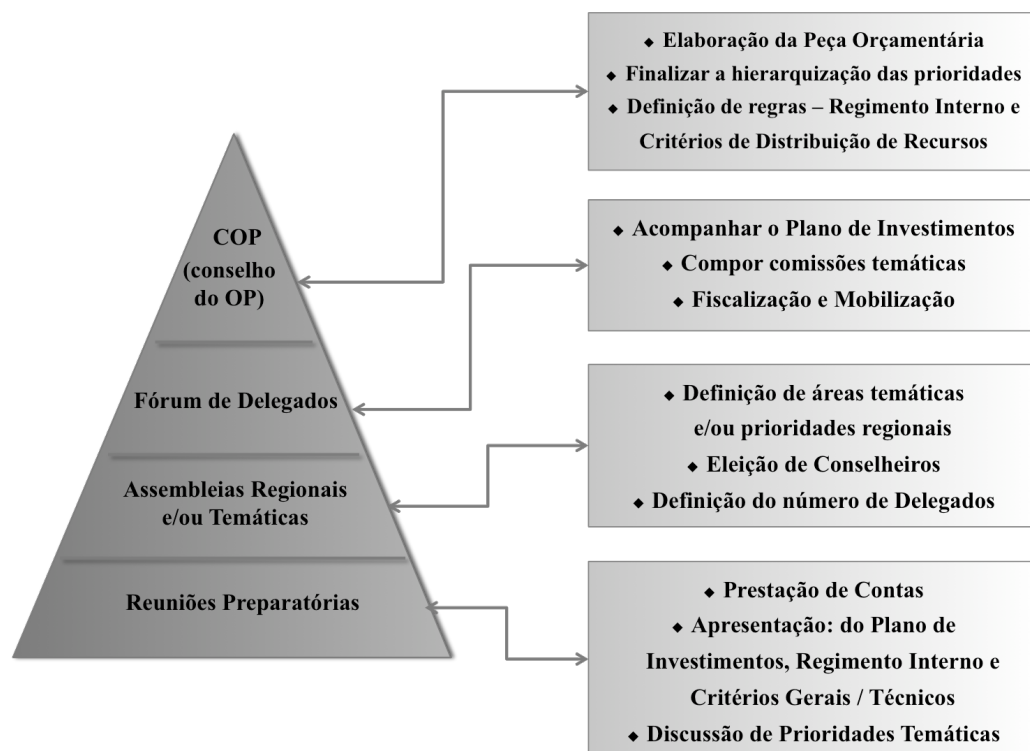 COP
(conselho
do OP)
Fórum de Delegados
Assembleias Regionais
e/ou Temáticas
Reuniões Preparatórias
◆ Elaboração da Peça Orçamentária
◆ Finalizar a hierarquização das prioridades
◆ Definição de regras – Regimento Interno e
Critérios de Distribuição de Recursos
◆ Acompanhar o Plano de Investimentos
◆ Compor comissões temáticas
◆ Fiscalização e Mobilização
◆ Definição de áreas temáticas
e/ou prioridades regionais
◆ Eleição de Conselheiros
◆ Definição do número de Delegados
◆ Prestação de Contas
◆ Apresentação: do Plano de
Investimentos, Regimento Interno e
Critérios Gerais / Técnicos
◆ Discussão de Prioridades Temáticas